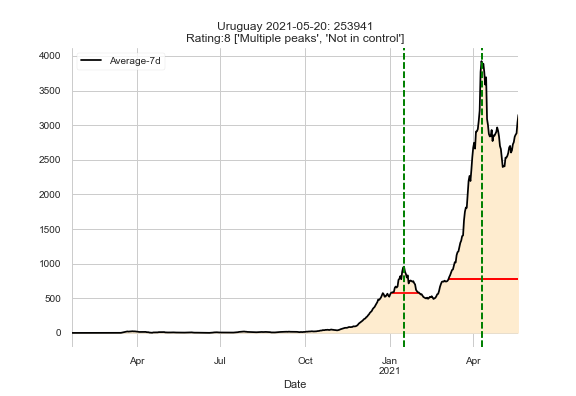 Uruguay 2021-05-20: 253941
Rating:8 ['Multiple peaks', 'Not in control']
Average-7d
4000
3500
3000
2500
2000
1500
1000
500
0
Apr
Jul
Oct
Jan
2021
Apr
Date